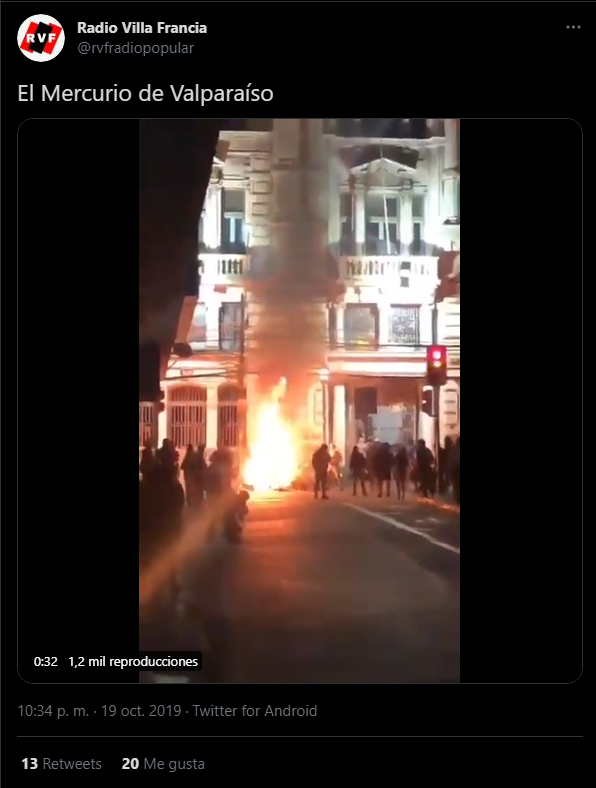 RVF
Radio Villa Francia
@rvfradiopopular
El Mercurio de Valparaíso
0:32 1,2 mil reproducciones
10:34 p. m. · 19 oct. 2019 · Twitter for Android
13 Retweets 20 Me gusta